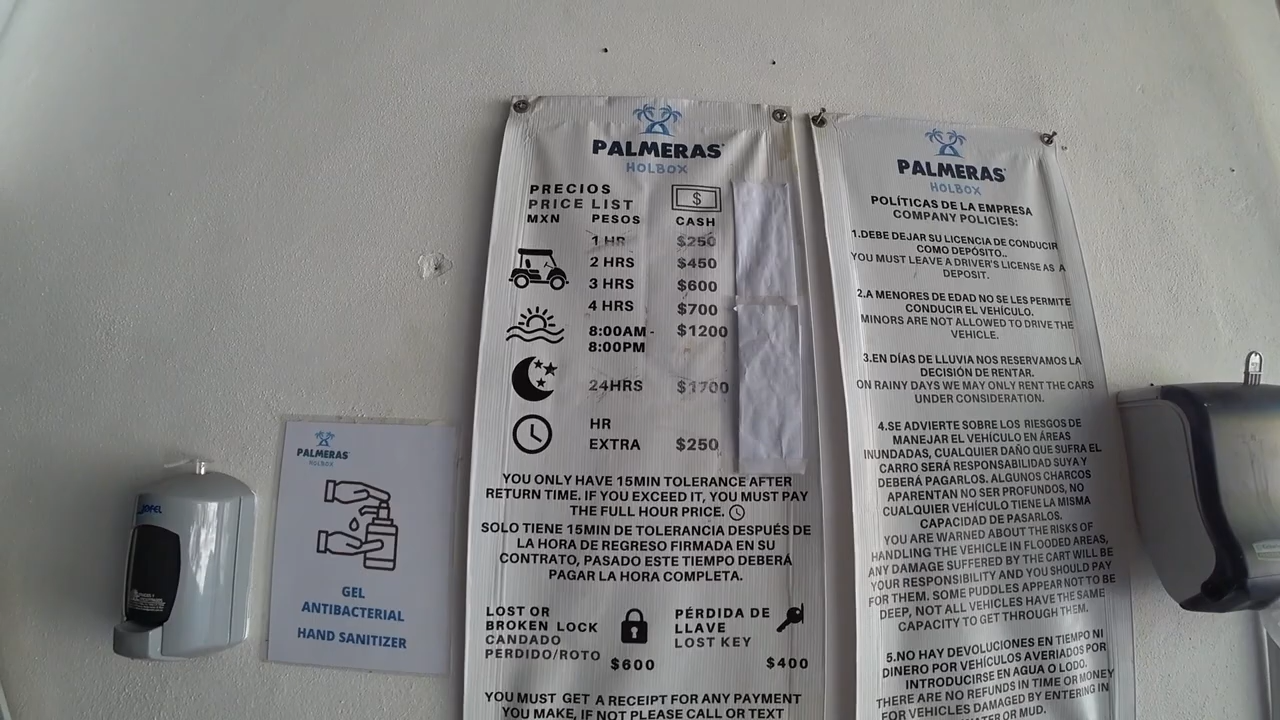 PALMERAS
HOLBOX
PRECIOS
PRICE LIST
$
MXN PESOS CASH
1 HR $250
2 HRS $450
3 HRS $600
4 HRS $700
8:00AM - $1200
8:00PM
24HRS $1700
HR
EXTRA $250
YOU ONLY HAVE 15MIN TOLERANCE AFTER
RETURN TIME. IF YOU EXCEED IT, YOU MUST PAY
THE FULL HOUR PRICE.
SOLO TIENE 15MIN DE TOLERANCIA DESPUÉS DE
LA HORA DE REGRESO FIRMADA EN SU
CONTRATO, PASADO ESTE TIEMPO DEBERÁ
PAGAR LA HORA COMPLETA.
LOST OR
BROKEN LOCK
CANDADO
PÉRDIDO/ROTO
$600
PÉRDIDA DE
LLAVE
LOST KEY
$400
YOU MUST GET A RECEIPT FOR ANY PAYMENT
YOU MAKE, IF NOT PLEASE CALL OR TEXT
PALMERAS
HOLBOX
POLÍTICAS DE LA EMPRESA
COMPANY POLICIES:
1.DEBE DEJAR SU LICENCIA DE CONDUCIR
COMO DEPÓSITO..
YOU MUST LEAVE A DRIVER'S LICENSE AS A
DEPOSIT.
2.A MENORES DE EDAD NO SE LES PERMITE
CONDUCIR EL VEHÍCULO.
MINORS ARE NOT ALLOWED TO DRIVE THE
VEHICLE.
3.EN DÍAS DE LLUVIA NOS RESERVAMOS LA
DECISIÓN DE RENTAR.
ON RAINY DAYS WE MAY ONLY RENT THE CARS
UNDER CONSIDERATION.
4.SE ADVIERTE SOBRE LOS RIESGOS DE
MANEJAR EL VEHÍCULO EN ÁREAS
INUNDADAS, CUALQUIER DAÑO QUE SUFRA EL
CARRO SERÁ RESPONSABILIDAD SUYA Y
DEBERÁ PAGARLOS. ALGUNOS CHARCOS
APARENTAN NO SER PROFUNDOS, NO
CUALQUIER VEHÍCULO TIENE LA MISMA
CAPACIDAD DE PASARLOS.
YOU ARE WARNED ABOUT THE RISKS OF
HANDLING THE VEHICLE IN FLOODED AREAS,
ANY DAMAGE SUFFERED BY THE CART WILL BE
YOUR RESPONSIBILITY AND YOU SHOULD PAY
FOR THEM. SOME PUDDLES APPEAR NOT TO BE
DEEP, NOT ALL VEHICLES HAVE THE SAME
CAPACITY TO GET THROUGH THEM.
5.NO HAY DEVOLUCIONES EN TIEMPO NI
DINERO POR VEHÍCULOS AVERIADOS POR
INTRODUCIRSE EN AGUA O LODO.
THERE ARE NO REFUNDS IN TIME OR MONEY
FOR VEHICLES DAMAGED BY ENTERING IN
WATER OR MUD.
PALMERAS
HOLBOX
GEL
ANTIBACTERIAL
HAND SANITIZER
JOFEL